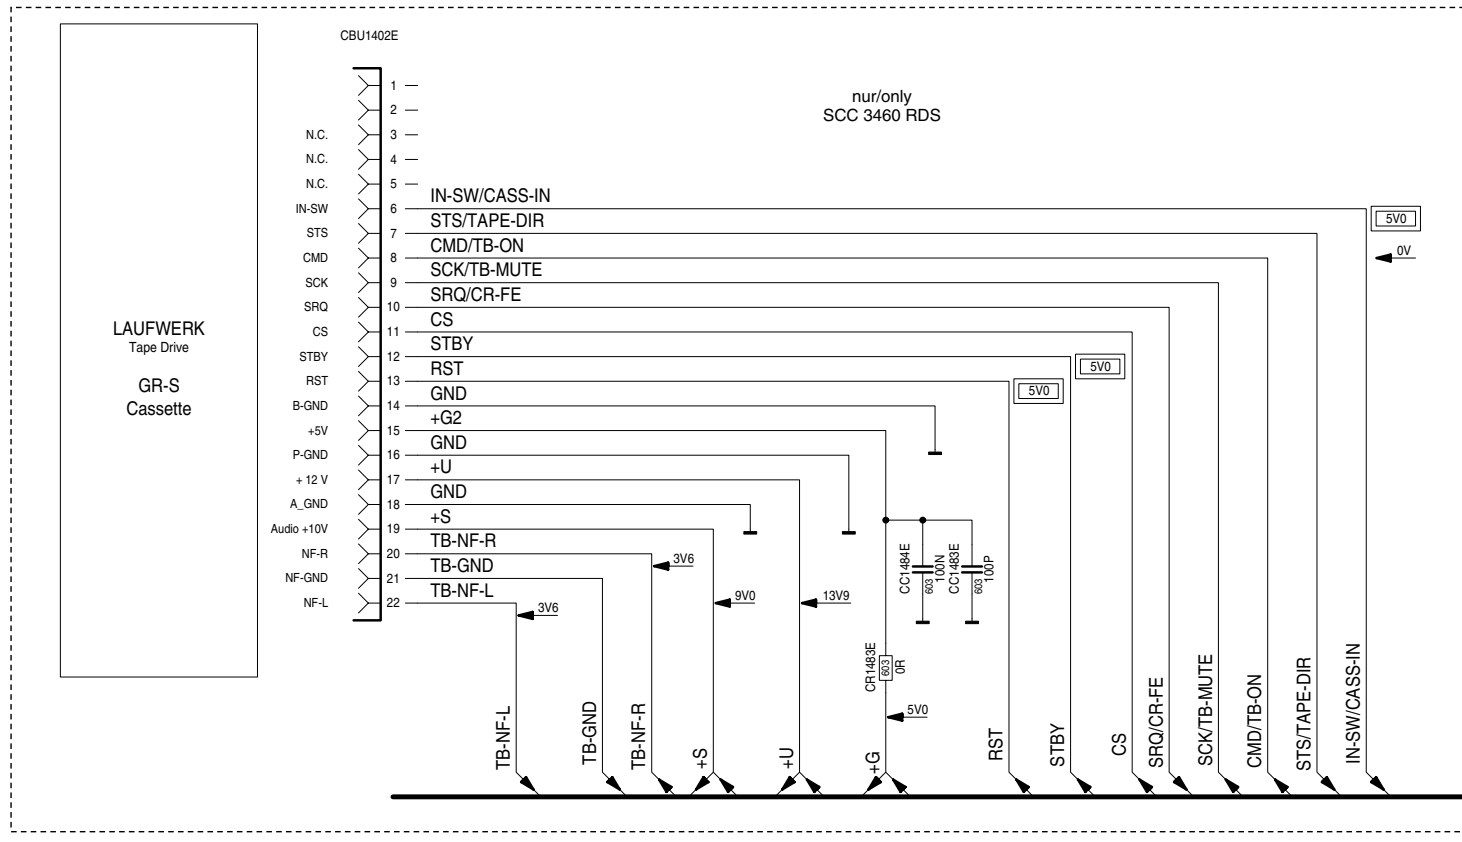 CBU1402E
nur/only
SCC 3460 RDS
LAUFWERK
Tape Drive
GR-S
Cassette
1
2
N.C. 3
N.C. 4
N.C. 5
IN-SW 6 IN-SW/CASS-IN
STS 7 STS/TAPE-DIR
CMD 8 CMD/TB-ON
SCK 9 SCK/TB-MUTE
SRQ 10 SRQ/CR-FE
CS 11 CS
STBY 12 STBY
RST 13 RST
B-GND 14 GND
+5V 15 +G2
P-GND 16 GND
+ 12 V 17 +U
A_GND 18 GND
Audio +10V 19 +S
NF-R 20 TB-NF-R
NF-GND 21 TB-GND
NF-L 22 TB-NF-L
5V0
0V
5V0
5V0
3V6
3V6
9V0
13V9
CC1484E
603
100N
CC1483E
603
100P
CR1483E
603
0R
5V0
TB-NF-L
TB-GND
TB-NF-R
+S
+U
+G
RST
STBY
CS
SRQ/CR-FE
SCK/TB-MUTE
CMD/TB-ON
STS/TAPE-DIR
IN-SW/CASS-IN